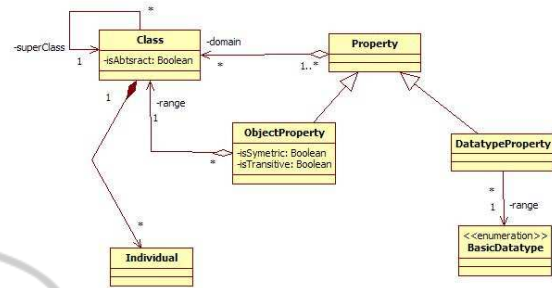 *
Class
-superClass
-isAbtsract: Boolean
1
-domain
*
1..*
Property
1
-range
1
ObjectProperty
-isSymetric: Boolean
-isTransitive: Boolean
*
DatatypeProperty
*
1
-range
*
Individual
<<enumeration>>
BasicDatatype